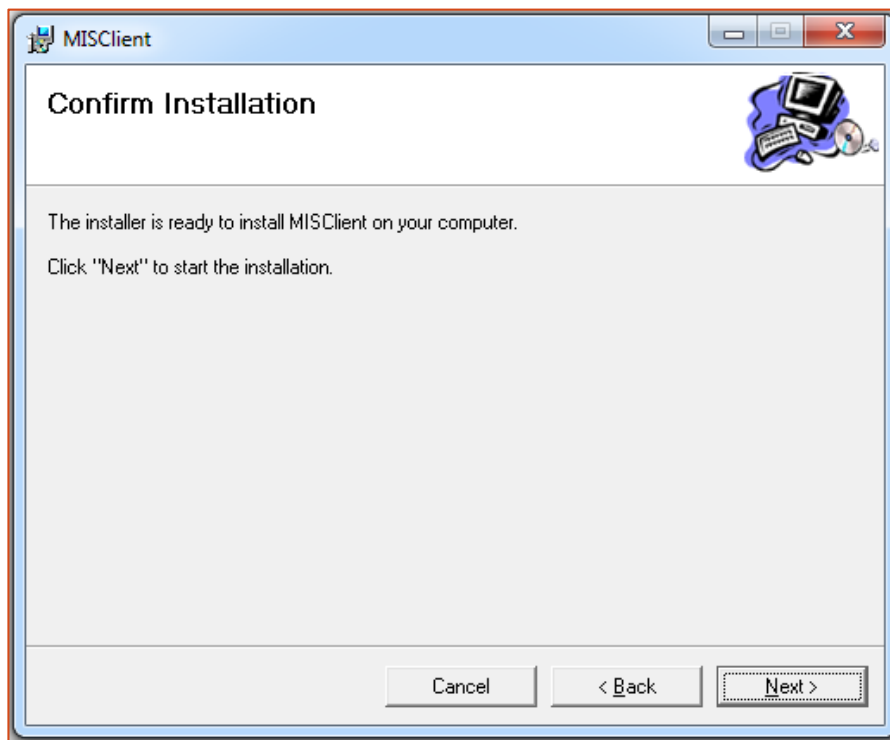 MISClient
Confirm Installation
The installer is ready to install MISClient on your computer.
Click "Next" to start the installation.
Cancel
< Back
Next >